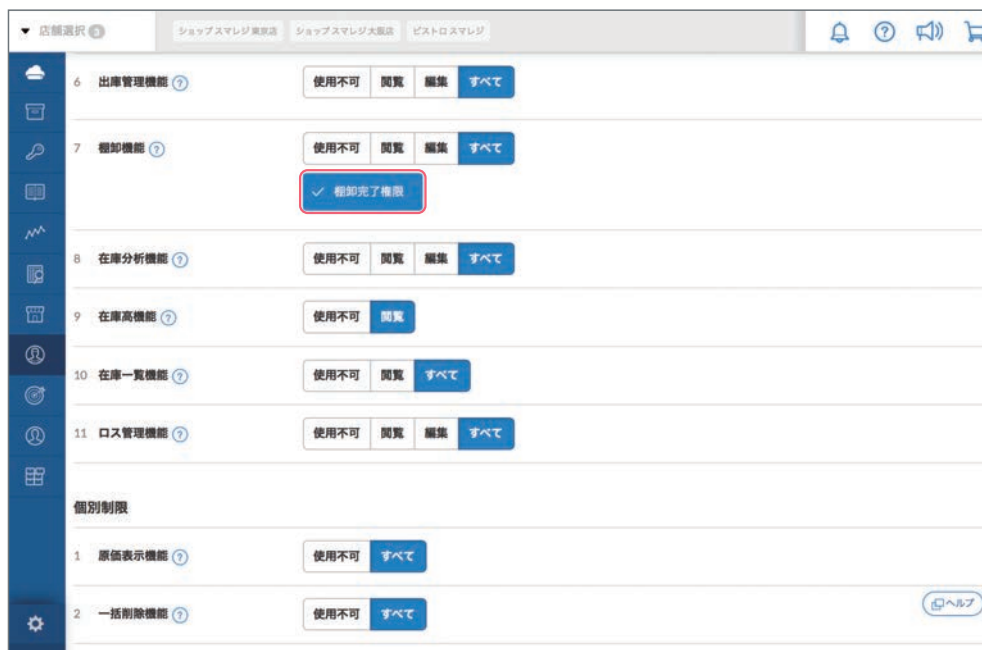 店舗選択 3 ショップスマレジ東京店 ショップスマレジ大阪店 ビストロスマレジ
6 出庫管理機能 ? 使用不可 閲覧 編集 すべて
7 棚卸機能 ? 使用不可 閲覧 編集 すべて
棚卸完了権限
8 在庫分析機能 ? 使用不可 閲覧 編集 すべて
9 在庫高機能 ? 使用不可 閲覧
10 在庫一覧機能 ? 使用不可 閲覧 すべて
11 ロス管理機能 ? 使用不可 閲覧 編集 すべて
個別制限
1 原価表示機能 ? 使用不可 すべて
2 一括削除機能 ? 使用不可 すべて
ヘルプ